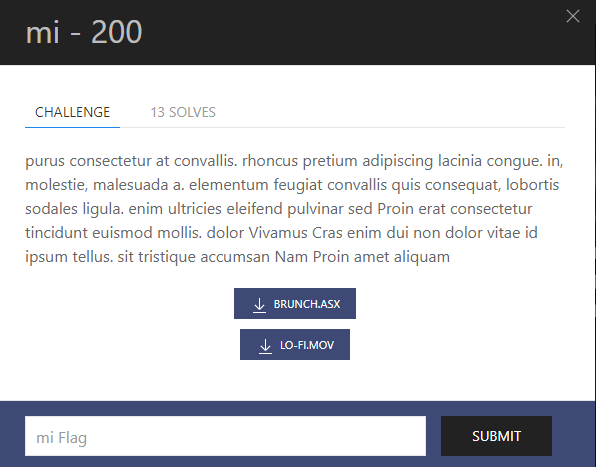 mi - 200
CHALLENGE
13 SOLVES
purus consectetur at convallis. rhoncus pretium adipiscing lacinia congue. in,
molestie, malesuada a. elementum feugiat convallis quis consequat, lobortis
sodales ligula. enim ultricies eleifend pulvinar sed Proin erat consectetur
tincidunt euismod mollis. dolor Vivamus Cras enim dui non dolor vitae id
ipsum tellus. sit tristique accumsan Nam Proin amet aliquam
BRUNCH.ASX
LO-FI.MOV
mi Flag
SUBMIT